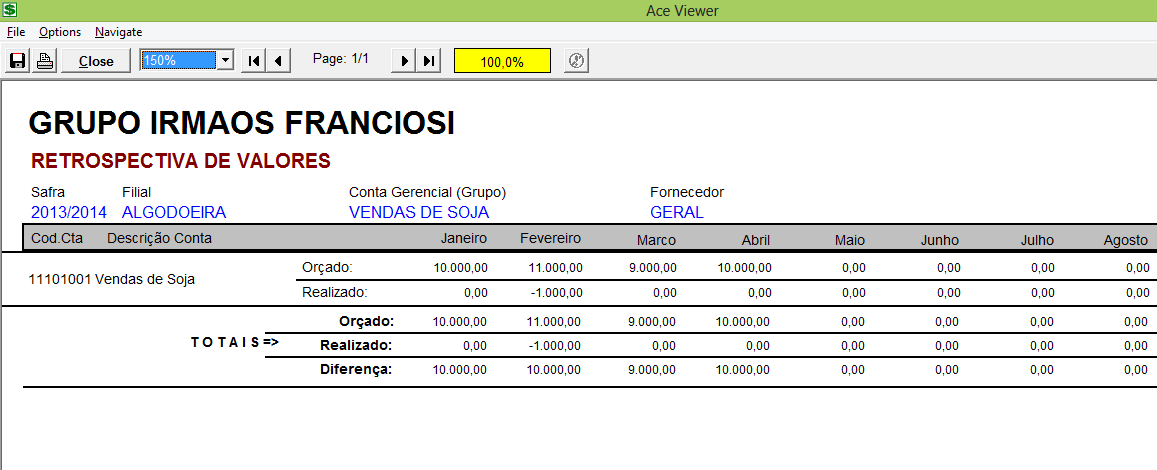 Ace Viewer
File Options Navigate
Close 150% Page: 1/1 100,0%
GRUPO IRMAOS FRANCIOSI
RETROSPECTIVA DE VALORES
Safra Filial Conta Gerencial (Grupo) Fornecedor
2013/2014 ALGODOEIRA VENDAS DE SOJA GERAL
Cod.Cta Descrição Conta Janeiro Fevereiro Marco Abril Maio Junho Julho Agosto
Orçado: 10.000,00 11.000,00 9.000,00 10.000,00 0,00 0,00 0,00 0,00
11101001 Vendas de Soja
Realizado: 0,00 -1.000,00 0,00 0,00 0,00 0,00 0,00 0,00
Orçado: 10.000,00 11.000,00 9.000,00 10.000,00 0,00 0,00 0,00 0,00
T O T A I S => Realizado: 0,00 -1.000,00 0,00 0,00 0,00 0,00 0,00 0,00
Diferença: 10.000,00 10.000,00 9.000,00 10.000,00 0,00 0,00 0,00 0,00